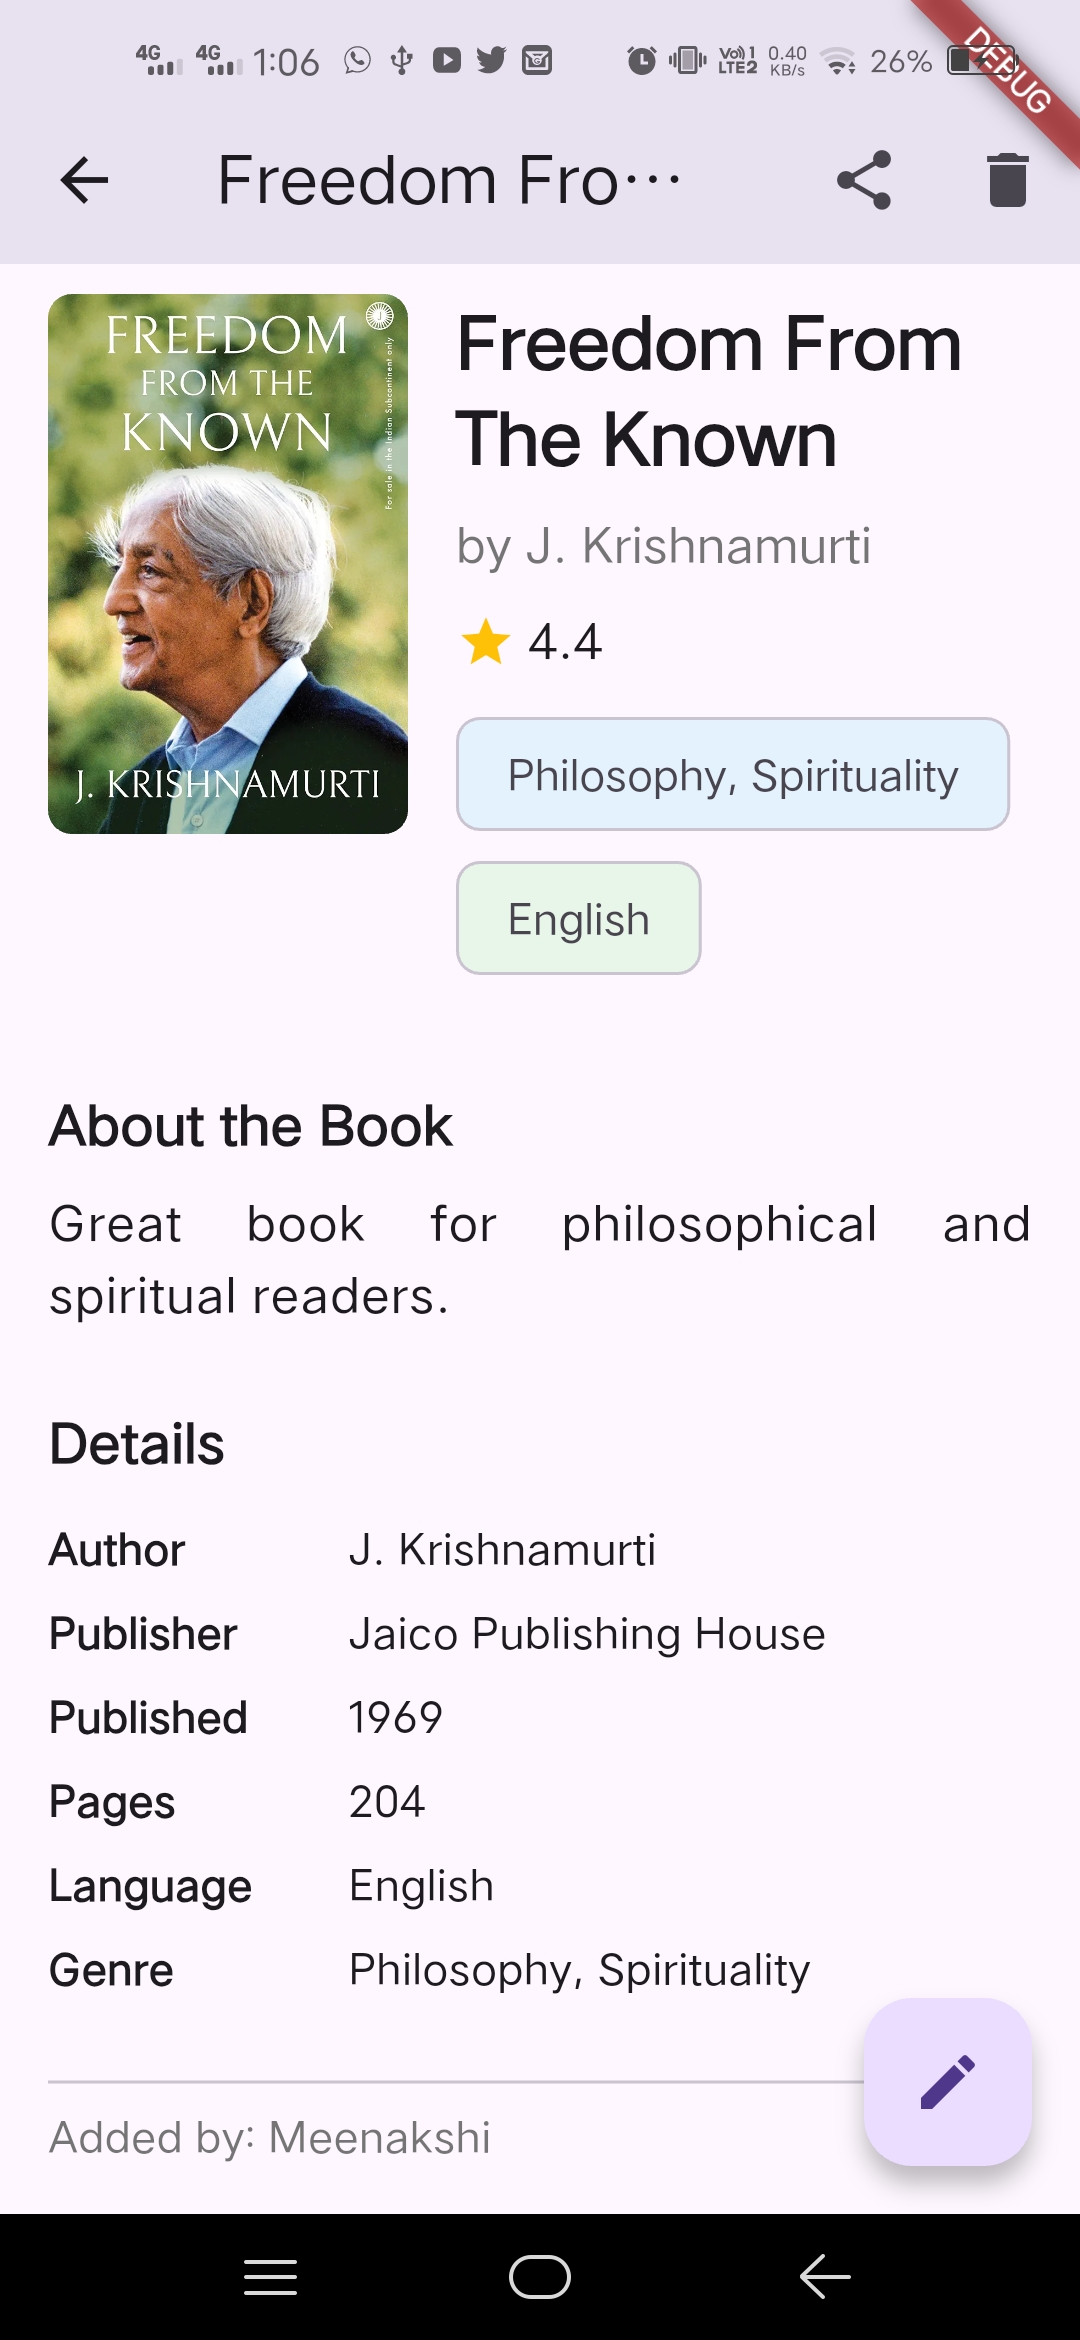 4G 4G 1:06 Vo) 1 LTE2 0.40 KB/s 26%
DEBUG
Freedom Fro...
FREEDOM
FROM THE
KNOWN
For sale in the Indian Subcontinent only
J. KRISHNAMURTI
Freedom From
The Known
by J. Krishnamurti
4.4
Philosophy, Spirituality
English
About the Book
Great book for philosophical and
spiritual readers.
Details
Author J. Krishnamurti
Publisher Jaico Publishing House
Published 1969
Pages 204
Language English
Genre Philosophy, Spirituality
Added by: Meenakshi